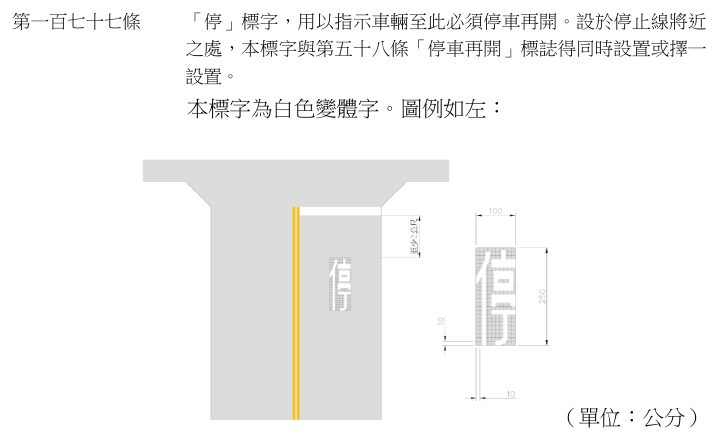 第一百七十七條 「停」標字，用以指示車輛至此必須停車再開。設於停止線將近
之處，本標字與第五十八條「停車再開」標誌得同時設置或擇一
設置。
本標字為白色變體字。圖例如左：
至少2公尺
停
100
停
250
10
10
（單位：公分）